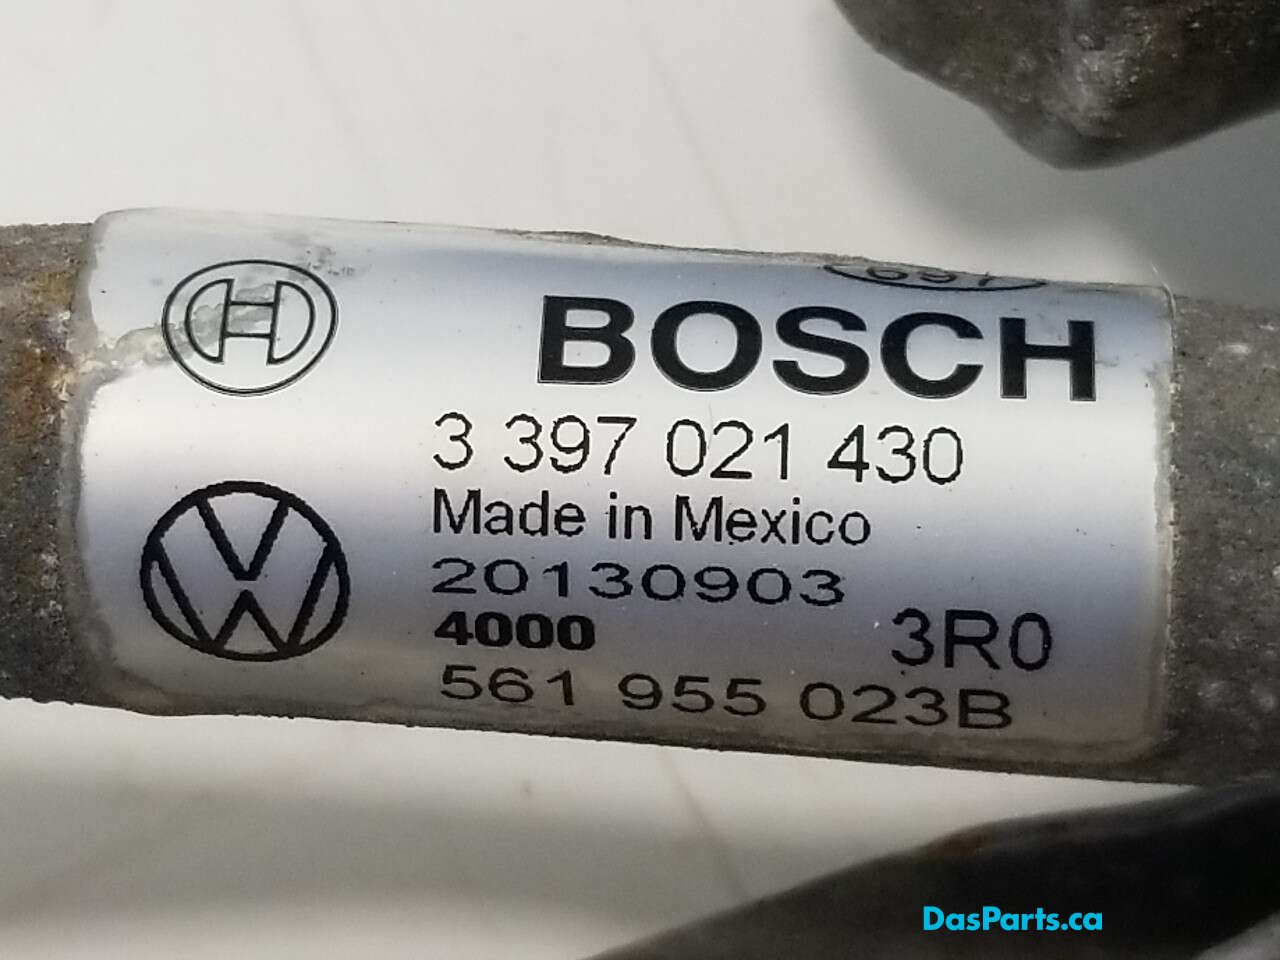 BOSCH
3 397 021 430
Made in Mexico
20130903
4000
3R0
561 955 023B
DasParts.ca